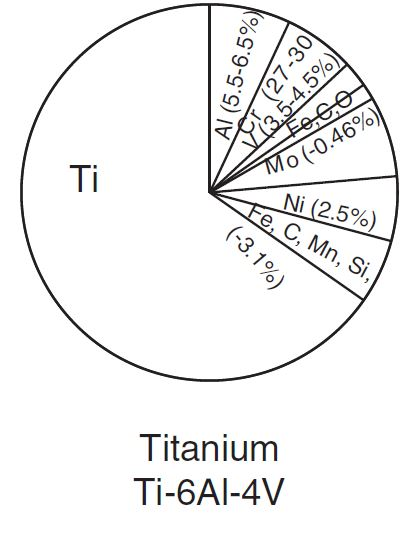 Al (5.5-6.5%)
Cr (27-30
V (3.5-4.5%)
Fe,C,O
Mo (-0.46%)
Ni (2.5%)
Fe, C, Mn, Si,
(-3.1%)
Ti
Titanium
Ti-6Al-4V